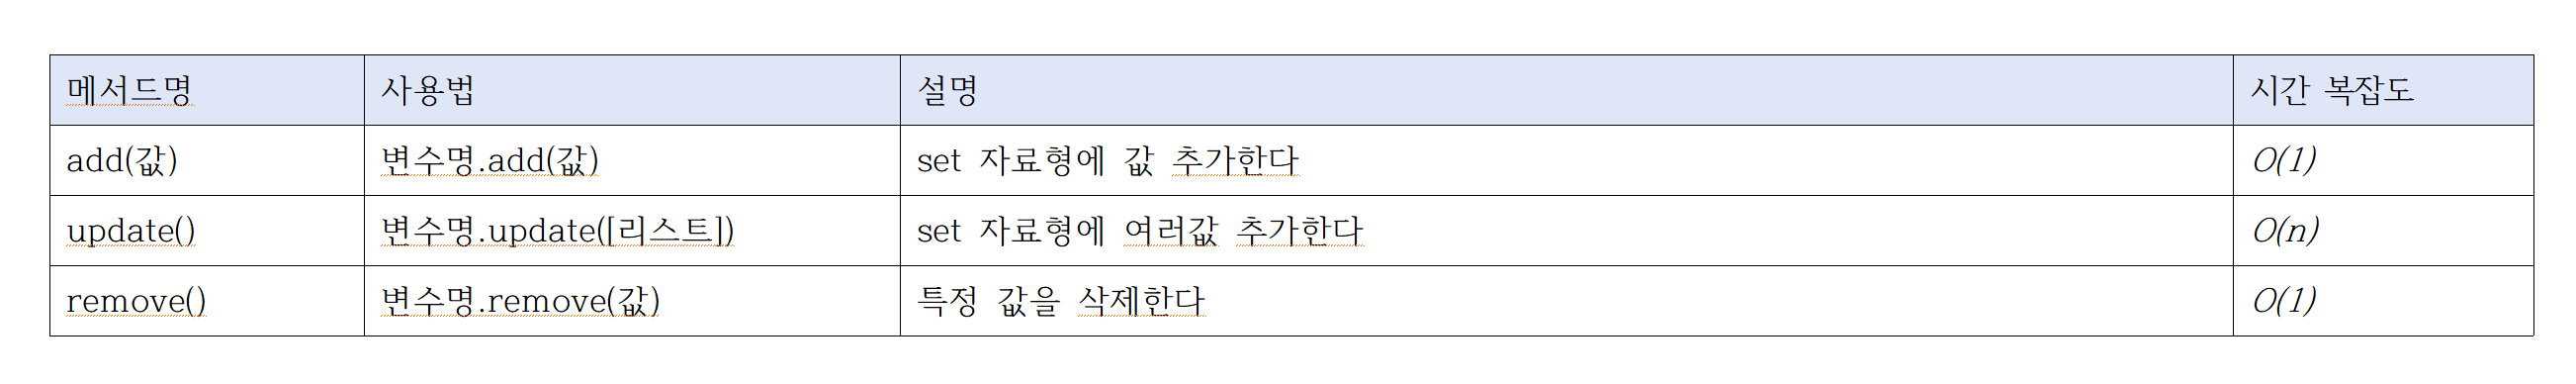 메서드명 사용법 설명 시간 복잡도
add(값) 변수명.add(값) set 자료형에 값 추가한다 O(1)
update() 변수명.update([리스트]) set 자료형에 여러값 추가한다 O(n)
remove() 변수명.remove(값) 특정 값을 삭제한다 O(1)